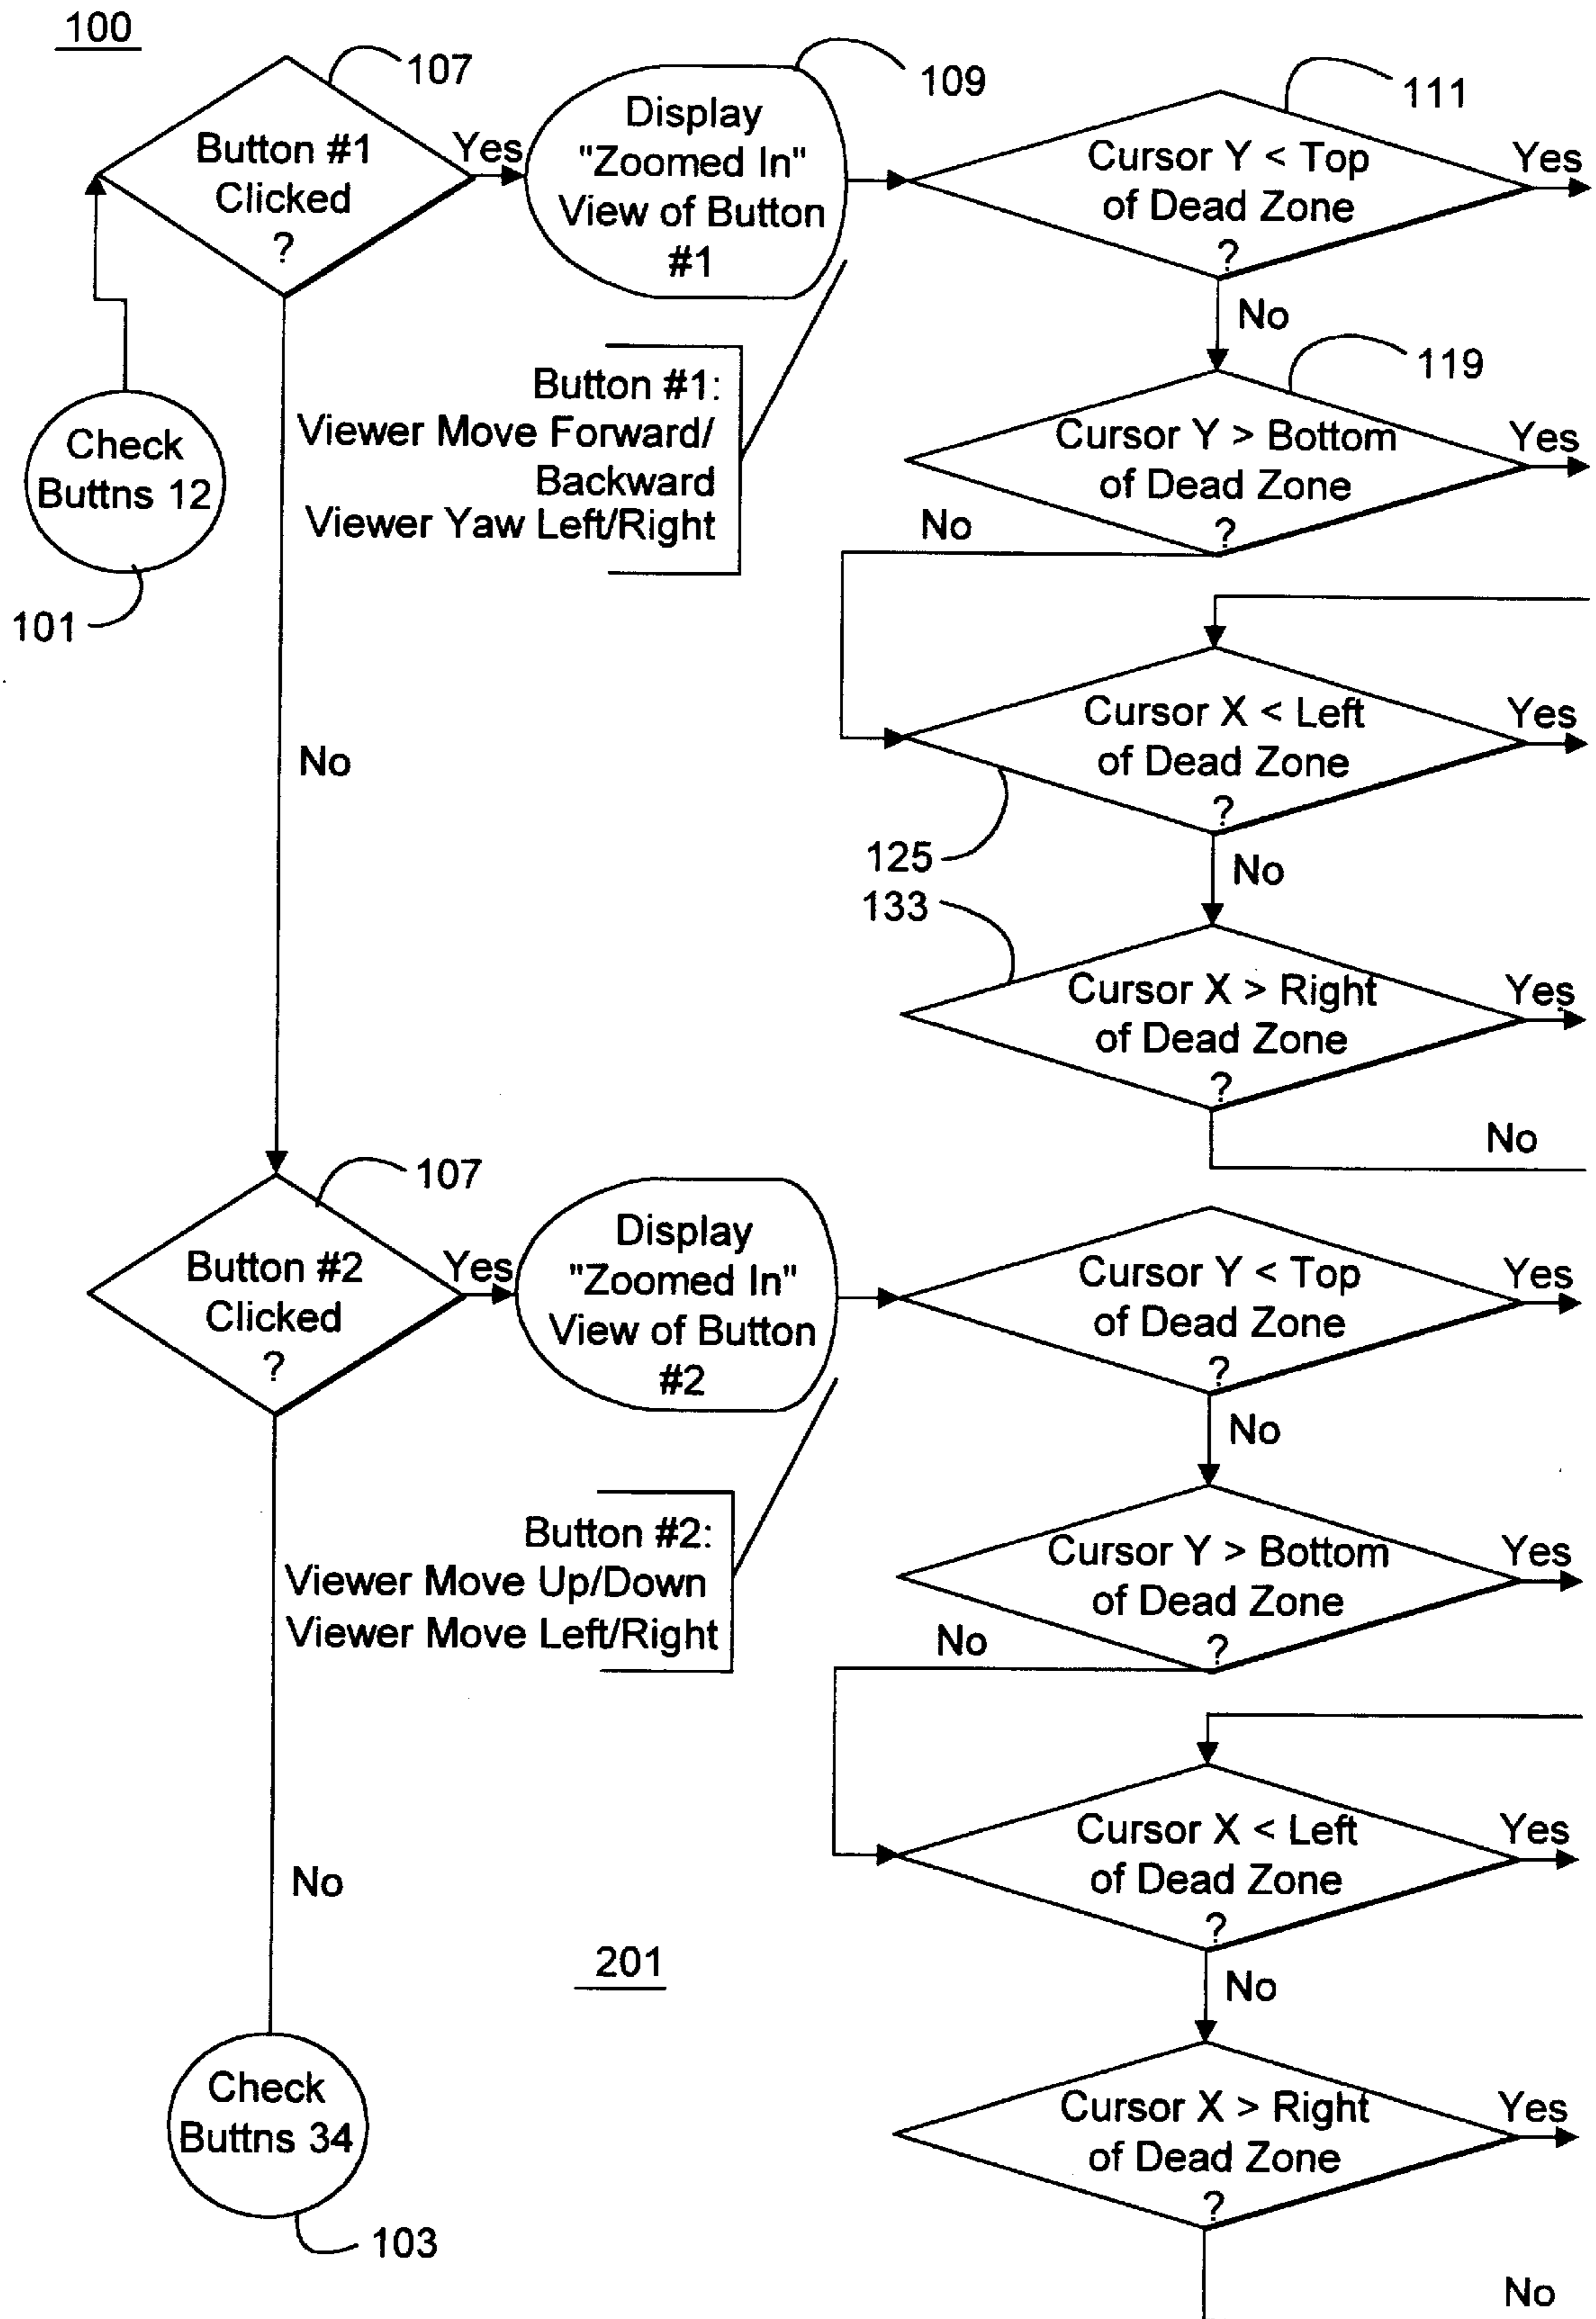 100
107
Button #1
Clicked
?
Yes
Display
"Zoomed In"
View of Button
#1
109
Cursor Y < Top
of Dead Zone
?
111
Yes
No
Check
Buttns 12
101
Button #1:
Viewer Move Forward/
Backward
Viewer Yaw Left/Right
119
Cursor Y > Bottom
of Dead Zone
?
Yes
No
Cursor X < Left
of Dead Zone
?
Yes
125
No
No
133
Cursor X > Right
of Dead Zone
?
Yes
No
107
Button #2
Clicked
?
Yes
Display
"Zoomed In"
View of Button
#2
Cursor Y < Top
of Dead Zone
?
Yes
No
Button #2:
Viewer Move Up/Down
Viewer Move Left/Right
Cursor Y > Bottom
of Dead Zone
?
Yes
No
Cursor X < Left
of Dead Zone
?
Yes
No
No
201
Check
Buttns 34
103
Cursor X > Right
of Dead Zone
?
Yes
No